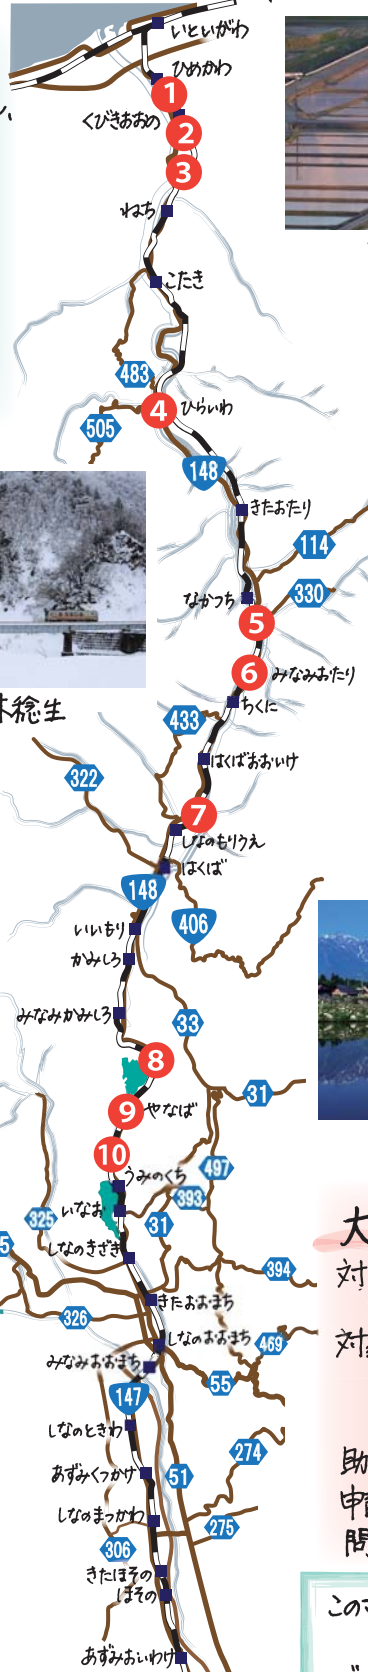 いといがわ
ひめかわ
1
くびきおおの
2
3
ねち
こたき
483
4
ひらいわ
505
148
きたおたり
114
なかつち
330
5
6
みなみおたり
ちくに
433
322
はくばおおいけ
7
しなのもりうえ
はくば
148
406
いいもり
かみしろ
みなみかみしろ
33
8
31
9
やなば
10
うみのくち
497
393
いなお
325
31
しなのきざき
394
きたおおまち
326
しなのおおまち
469
みなみおおまち
55
147
しなのときわ
274
あずみくつかけ
51
しなのまつかわ
275
306
きたほその
ほその
あずみおいわけ
稔生
大
対
対
助
申
問
この